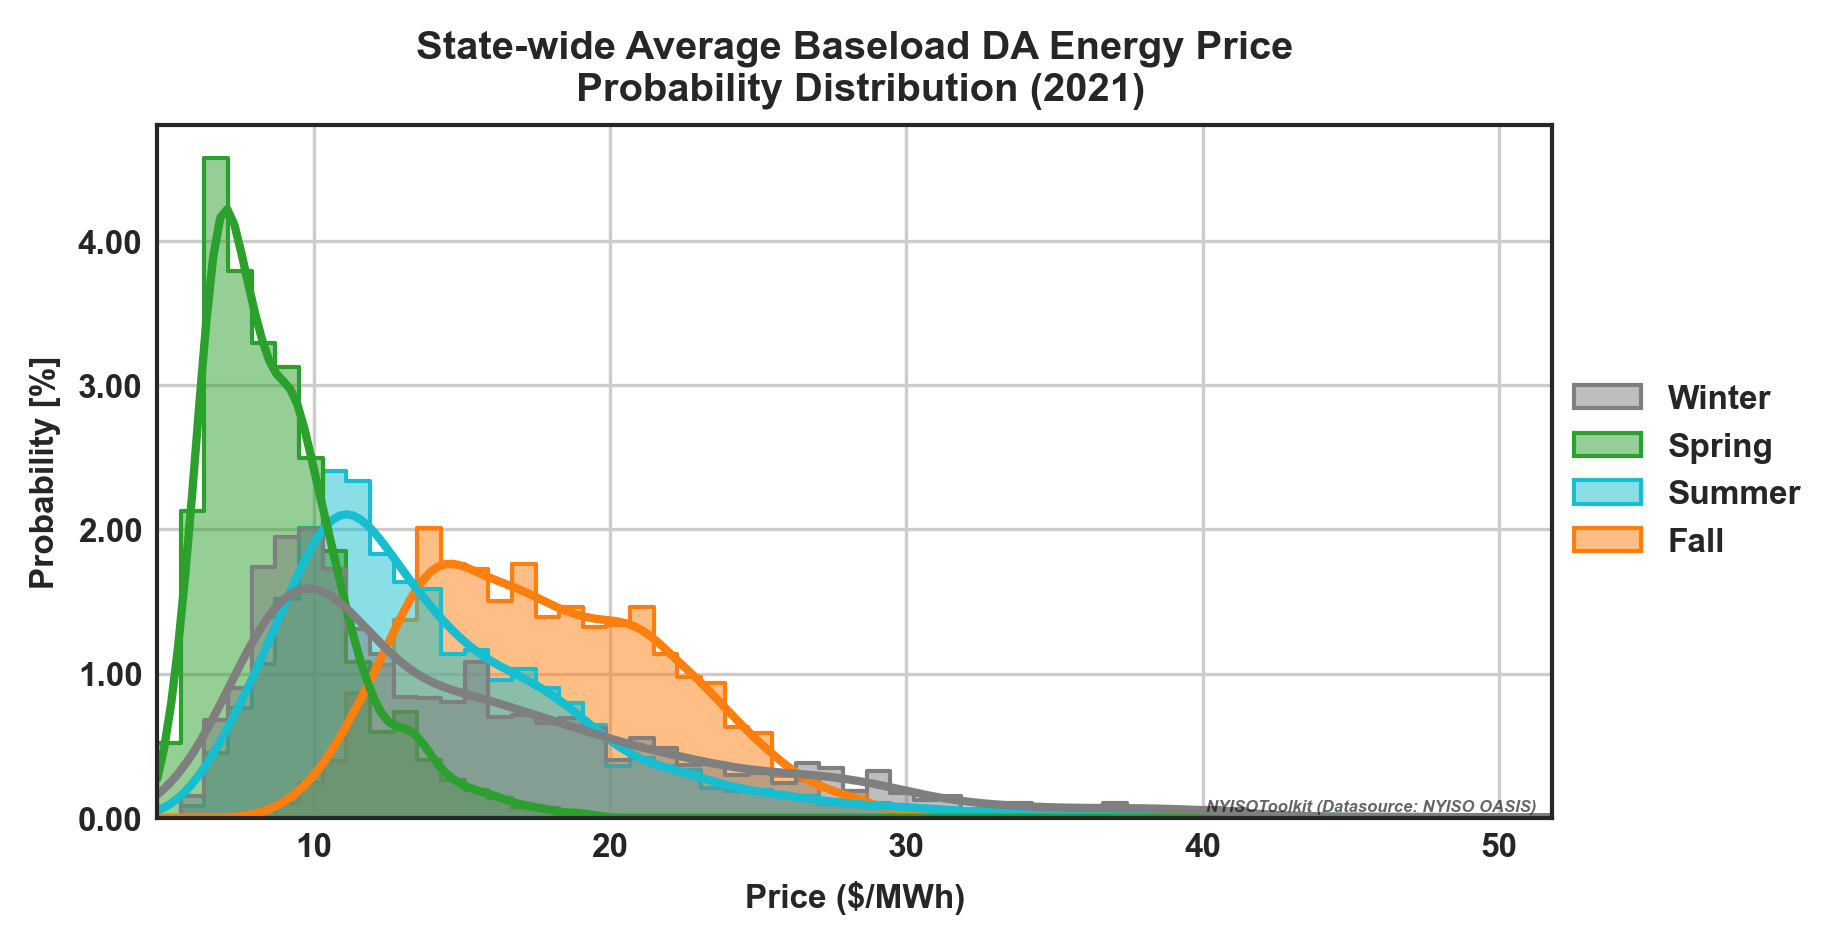 State-wide Average Baseload DA Energy Price
Probability Distribution (2021)
Probability [%]
4.00
3.00
2.00
1.00
0.00
10
20
30
40
50
Price ($/MWh)
Winter
Spring
Summer
Fall
NYISOToolkit (Datasource: NYISO OASIS)